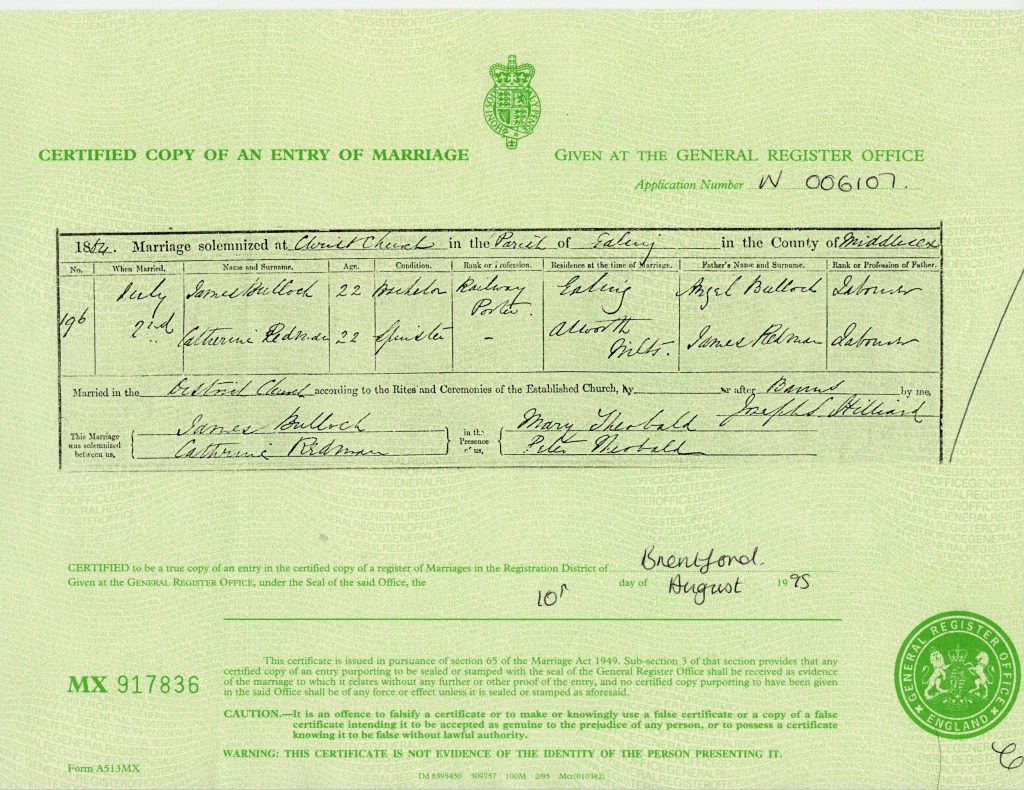 CERTIFIED COPY OF AN ENTRY OF MARRIAGE GIVEN AT THE GENERAL REGISTER OFFICE
Application Number W 006107.
1864. Marriage solemnized at Christ Church in the Parish of Ealing in the County of Middlesex
No. When Married. Name and Surname. Age. Condition. Rank or Profession. Residence at the time of Marriage. Father's Name and Surname. Rank or Profession of Father.
196 July James Bulloch 22 Bachelor Railway Porter. Ealing Angel Bulloch Labourer
2nd Catherine Redman 22 Spinster - Atworth Wilts. James Redman Labourer
Married in the District Church according to the Rites and Ceremonies of the Established Church, by or after Banns by me,
Joseph S Hilliard
This Marriage was solemnized between us, James Bulloch in the Presence of us, Mary Theobald
Catherine Redman Peter Theobald
CERTIFIED to be a true copy of an entry in the certified copy of a register of Marriages in the Registration District of Brentford.
Given at the GENERAL REGISTER OFFICE, under the Seal of the said Office, the 10th day of August 1995
This certificate is issued in pursuance of section 65 of the Marriage Act 1949. Sub-section 3 of that section provides that any
certified copy of an entry purporting to be sealed or stamped with the seal of the General Register Office shall be received as evidence
of the marriage to which it relates without any further or other proof of the entry, and no certified copy purporting to have been given
in the said Office shall be of any force or effect unless it is sealed or stamped as aforesaid.
MX 917836
CAUTION.—It is an offence to falsify a certificate or to make or knowingly use a false certificate or a copy of a false
certificate intending it to be accepted as genuine to the prejudice of any person, or to possess a certificate
knowing it to be false without lawful authority.
WARNING: THIS CERTIFICATE IS NOT EVIDENCE OF THE IDENTITY OF THE PERSON PRESENTING IT.
GENERAL REGISTER OFFICE
ENGLAND
Form A513MX
Dd 8395450 309757 100M 2/95 Mcr(010382)